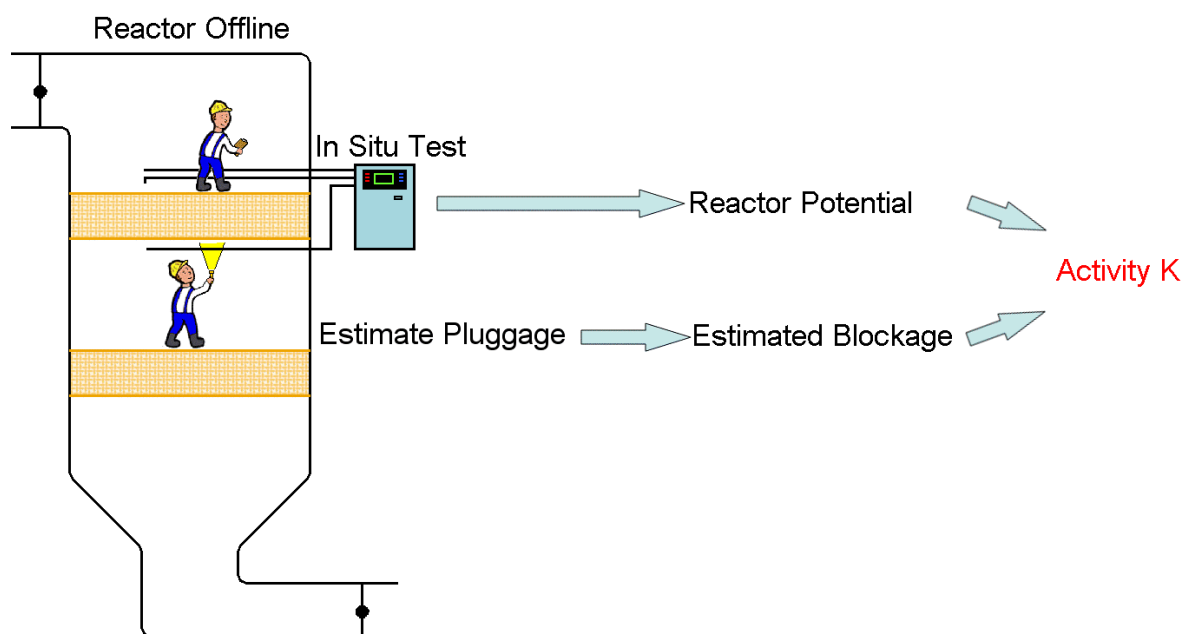 Reactor Offline
In Situ Test
Reactor Potential
Activity K
Estimate Pluggage
Estimated Blockage